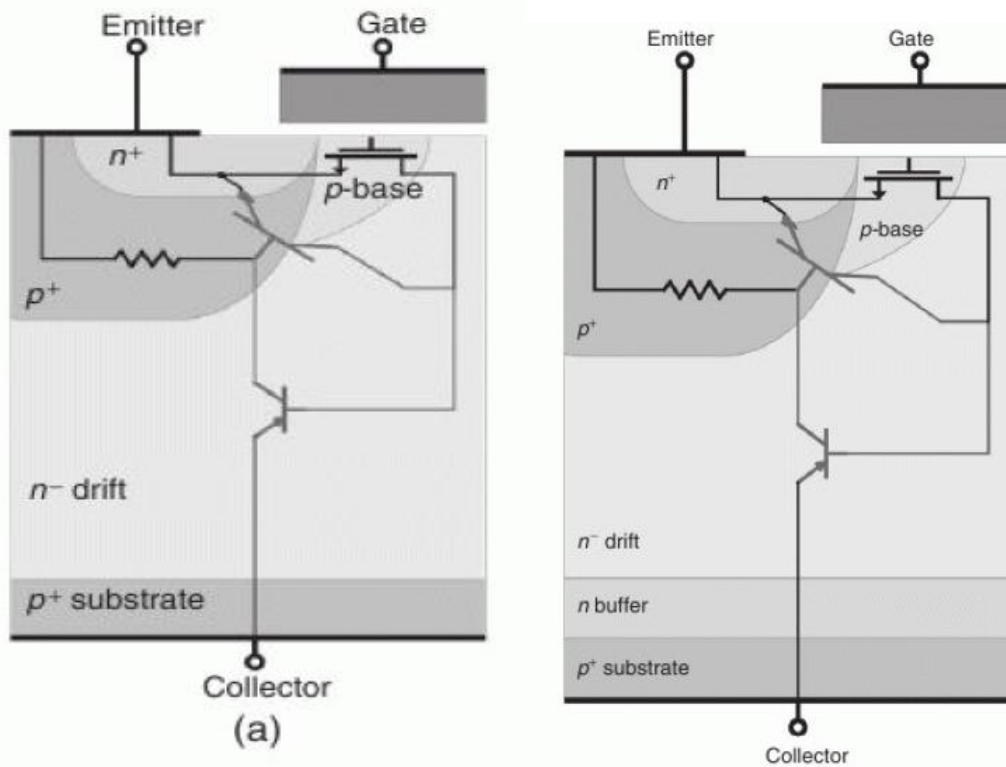 Emitter
Gate
n⁺
p-base
p⁺
n⁻ drift
p⁺ substrate
Collector
(a)
Emitter
Gate
n⁺
p-base
p⁺
n⁻ drift
n buffer
p⁺ substrate
Collector